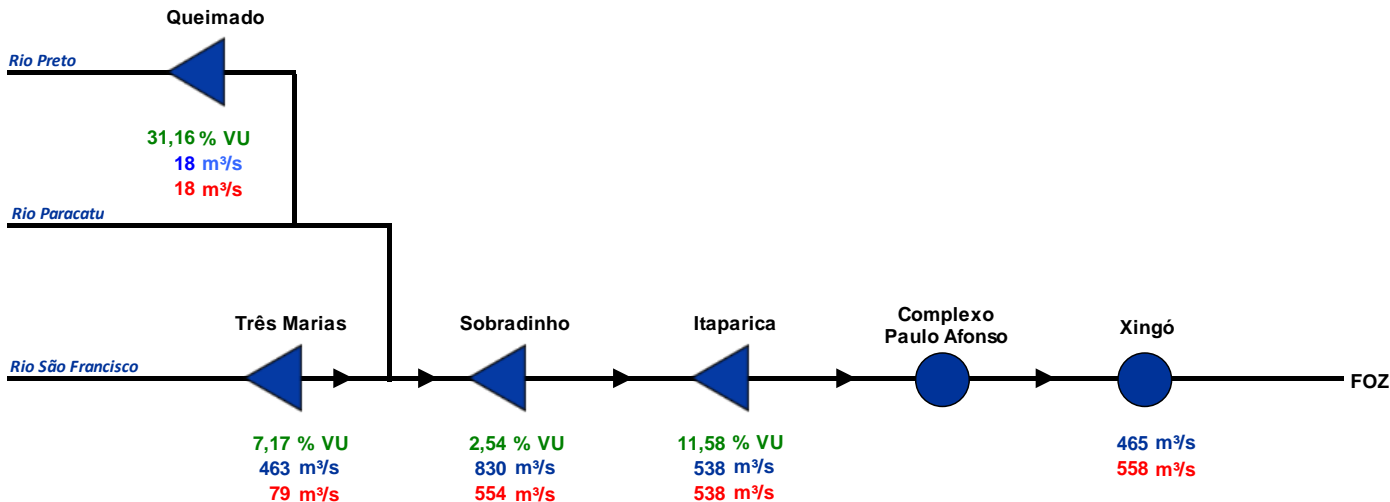 Queimado
Rio Preto
31,16 % VU
18 m³/s
18 m³/s
Rio Paracatu
Três Marias
Sobradinho
Itaparica
Complexo
Paulo Afonso
Xingó
Rio São Francisco
FOZ
7,17 % VU
463 m³/s
79 m³/s
2,54 % VU
830 m³/s
554 m³/s
11,58 % VU
538 m³/s
538 m³/s
465 m³/s
558 m³/s